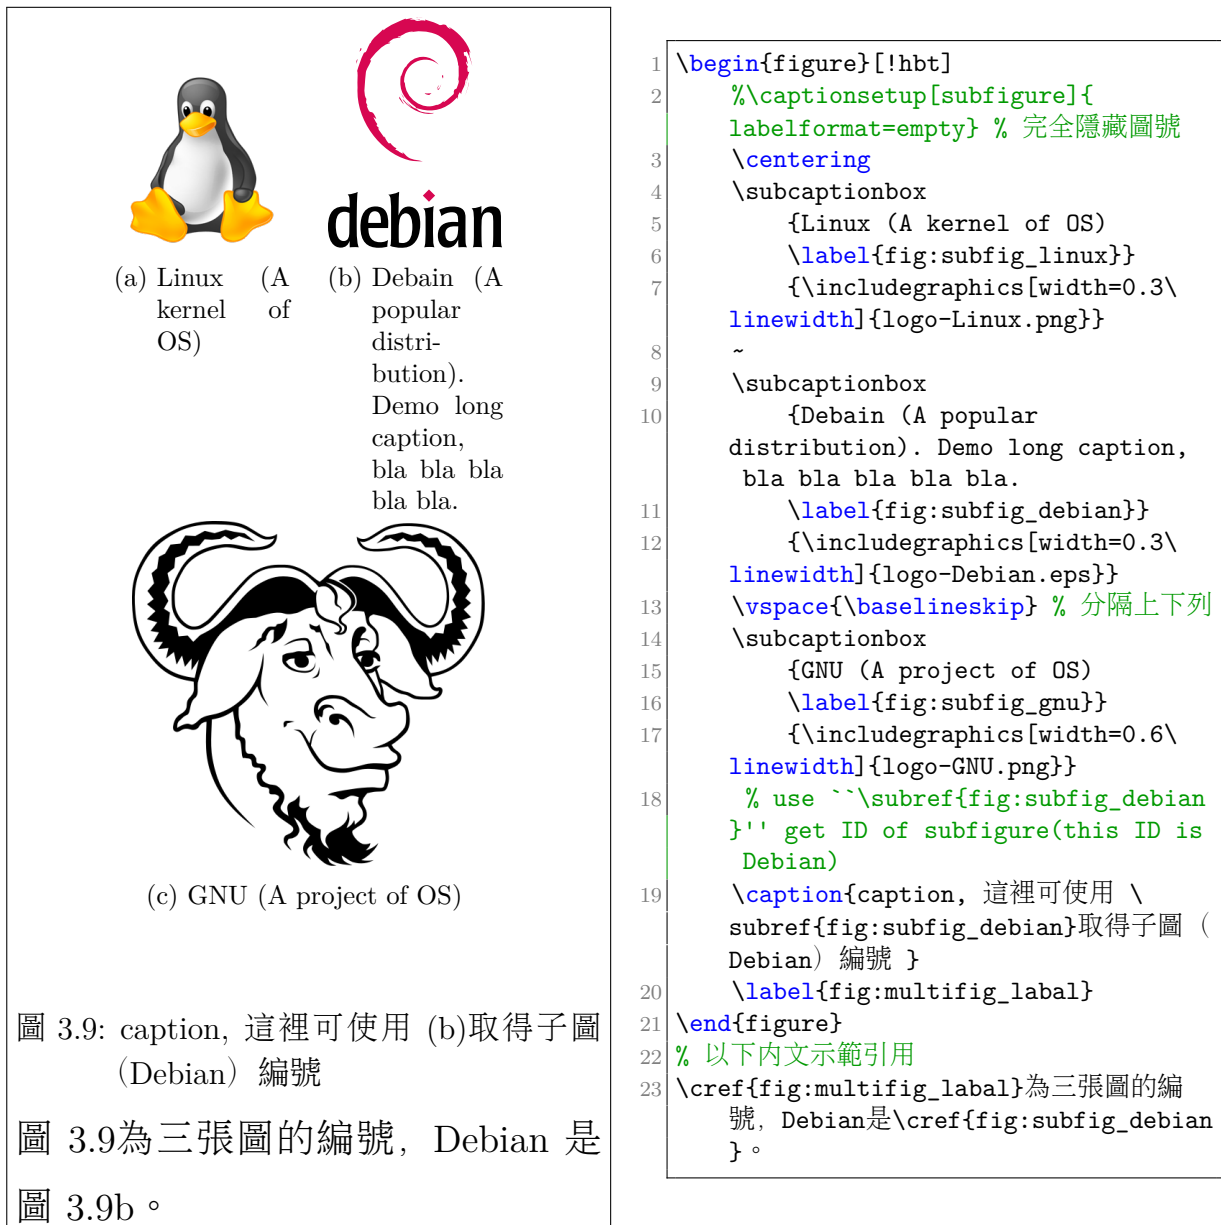 debian
(a) Linux (A
kernel of
OS)
(b) Debain (A
popular
distri-
bution).
Demo long
caption,
bla bla bla
bla bla.
(c) GNU (A project of OS)
圖 3.9: caption, 這裡可使用 (b)取得子圖
（Debian）編號
圖 3.9為三張圖的編號，Debian 是
圖 3.9b。
1 \begin{figure}[!hbt]
2 %\captionsetup[subfigure]{
labelformat=empty} % 完全隱藏圖號
3 \centering
4 \subcaptionbox
5 {Linux (A kernel of OS)
6 \label{fig:subfig_linux}}
7 {\includegraphics[width=0.3\
linewidth]{logo-Linux.png}}
8 ~
9 \subcaptionbox
10 {Debain (A popular
distribution). Demo long caption,
bla bla bla bla bla.
11 \label{fig:subfig_debian}}
12 {\includegraphics[width=0.3\
linewidth]{logo-Debian.eps}}
13 \vspace{\baselineskip} % 分隔上下列
14 \subcaptionbox
15 {GNU (A project of OS)
16 \label{fig:subfig_gnu}}
17 {\includegraphics[width=0.6\
linewidth]{logo-GNU.png}}
18 % use ``\subref{fig:subfig_debian
}'' get ID of subfigure(this ID is
Debian)
19 \caption{caption, 這裡可使用 \
subref{fig:subfig_debian}取得子圖（
Debian）編號 }
20 \label{fig:multifig_labal}
21 \end{figure}
22 % 以下內文示範引用
23 \cref{fig:multifig_labal}為三張圖的編
號，Debian是\cref{fig:subfig_debian
}。